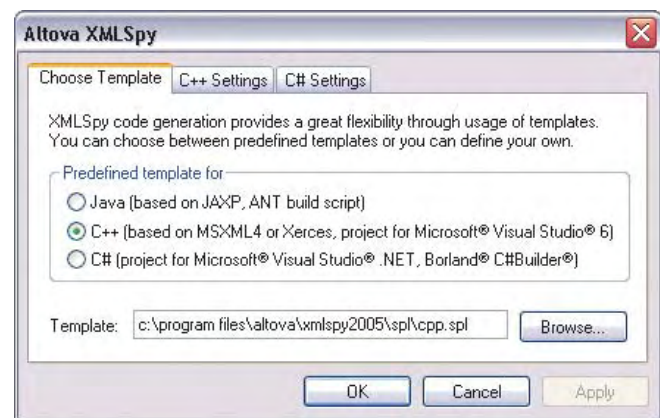 Altova XMLSpy
Choose Template C++ Settings C# Settings
XMLSpy code generation provides a great flexibility through usage of templates.
You can choose between predefined templates or you can define your own.
Predefined template for
Java (based on JAXP, ANT build script)
C++ (based on MSXML4 or Xerces, project for Microsoft® Visual Studio® 6)
C# (project for Microsoft® Visual Studio® .NET, Borland® C#Builder®)
Template: c:\program files\altova\xmlspy2005\spl\cpp.spl Browse...
OK Cancel Apply